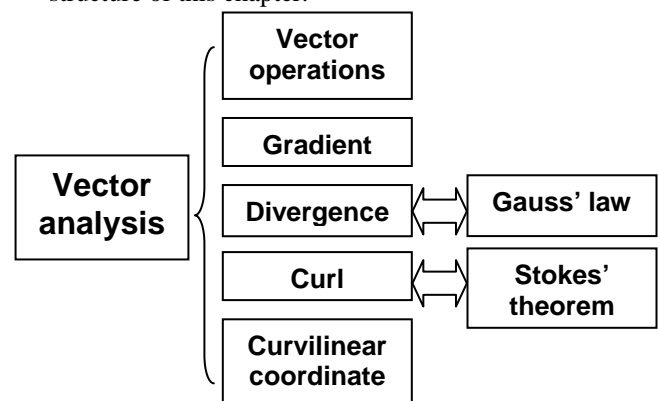 structure of this chapter.
Vector
operations
Gradient
Vector
analysis
Divergence
Gauss’ law
Curl
Stokes’
theorem
Curvilinear
coordinate